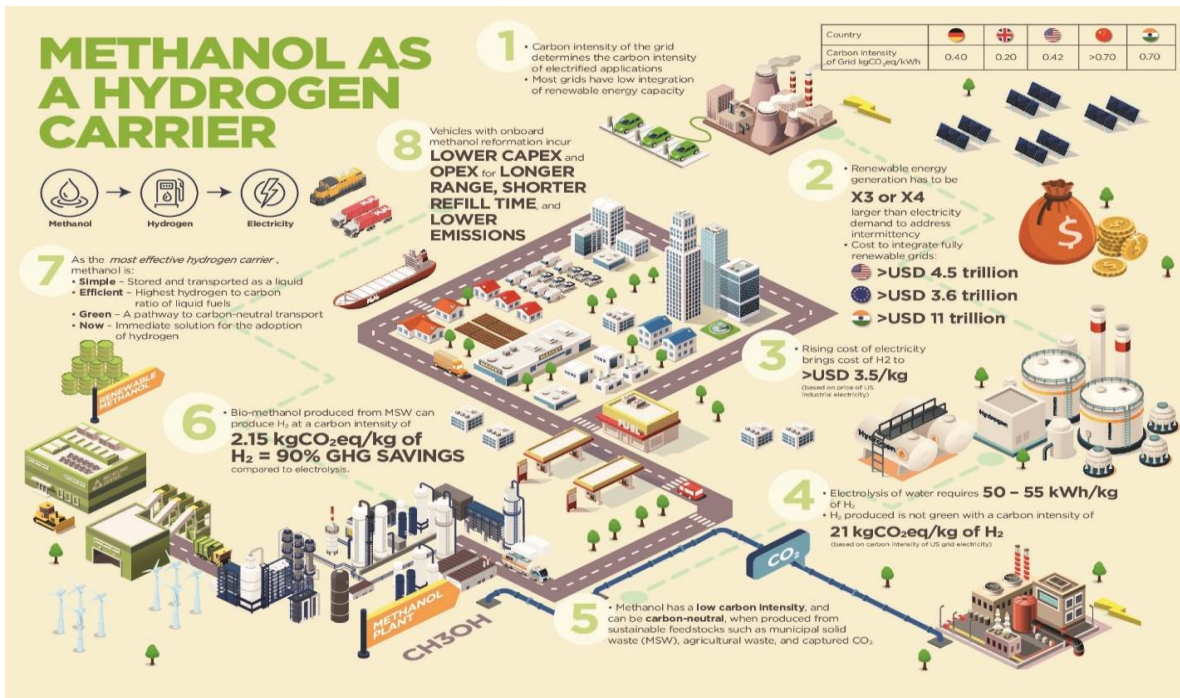 METHANOL AS
A HYDROGEN
CARRIER
Methanol
Hydrogen
Electricity
1
• Carbon intensity of the grid
determines the carbon intensity
of electrified applications
• Most grids have low integration
of renewable energy capacity
Country
Carbon intensity
of Grid kgCO₂eq/kWh
0.40
0.20
0.42
>0.70
0.70
2
• Renewable energy
generation has to be
X3 or X4
larger than electricity
demand to address
intermittency
• Cost to integrate fully
renewable grids:
>USD 4.5 trillion
>USD 3.6 trillion
>USD 11 trillion
$
3
• Rising cost of electricity
brings cost of H2 to
>USD 3.5/kg
(based on price of US
industrial electricity)
Hydrogen
Hydrogen
4
• Electrolysis of water requires 50 – 55 kWh/kg
of H₂
• H₂ produced is not green with a carbon intensity of
21 kgCO₂eq/kg of H₂
(based on carbon intensity of US grid electricity)
CO₂
5
• Methanol has a low carbon intensity, and
can be carbon-neutral, when produced from
sustainable feedstocks such as municipal solid
waste (MSW), agricultural waste, and captured CO₂
METHANOL
PLANT
CH3OH
FUEL
6
• Bio-methanol produced from MSW can
produce H₂ at a carbon intensity of
2.15 kgCO₂eq/kg of
H₂ = 90% GHG SAVINGS
compared to electrolysis.
RENEWABLE
METHANOL
7
As the most effective hydrogen carrier,
methanol is:
• Simple – Stored and transported as a liquid
• Efficient – Highest hydrogen to carbon
ratio of liquid fuels
• Green – A pathway to carbon-neutral transport
• Now – Immediate solution for the adoption
of hydrogen
8
Vehicles with onboard
methanol reformation incur
LOWER CAPEX and
OPEX for LONGER
RANGE, SHORTER
REFILL TIME, and
LOWER
EMISSIONS